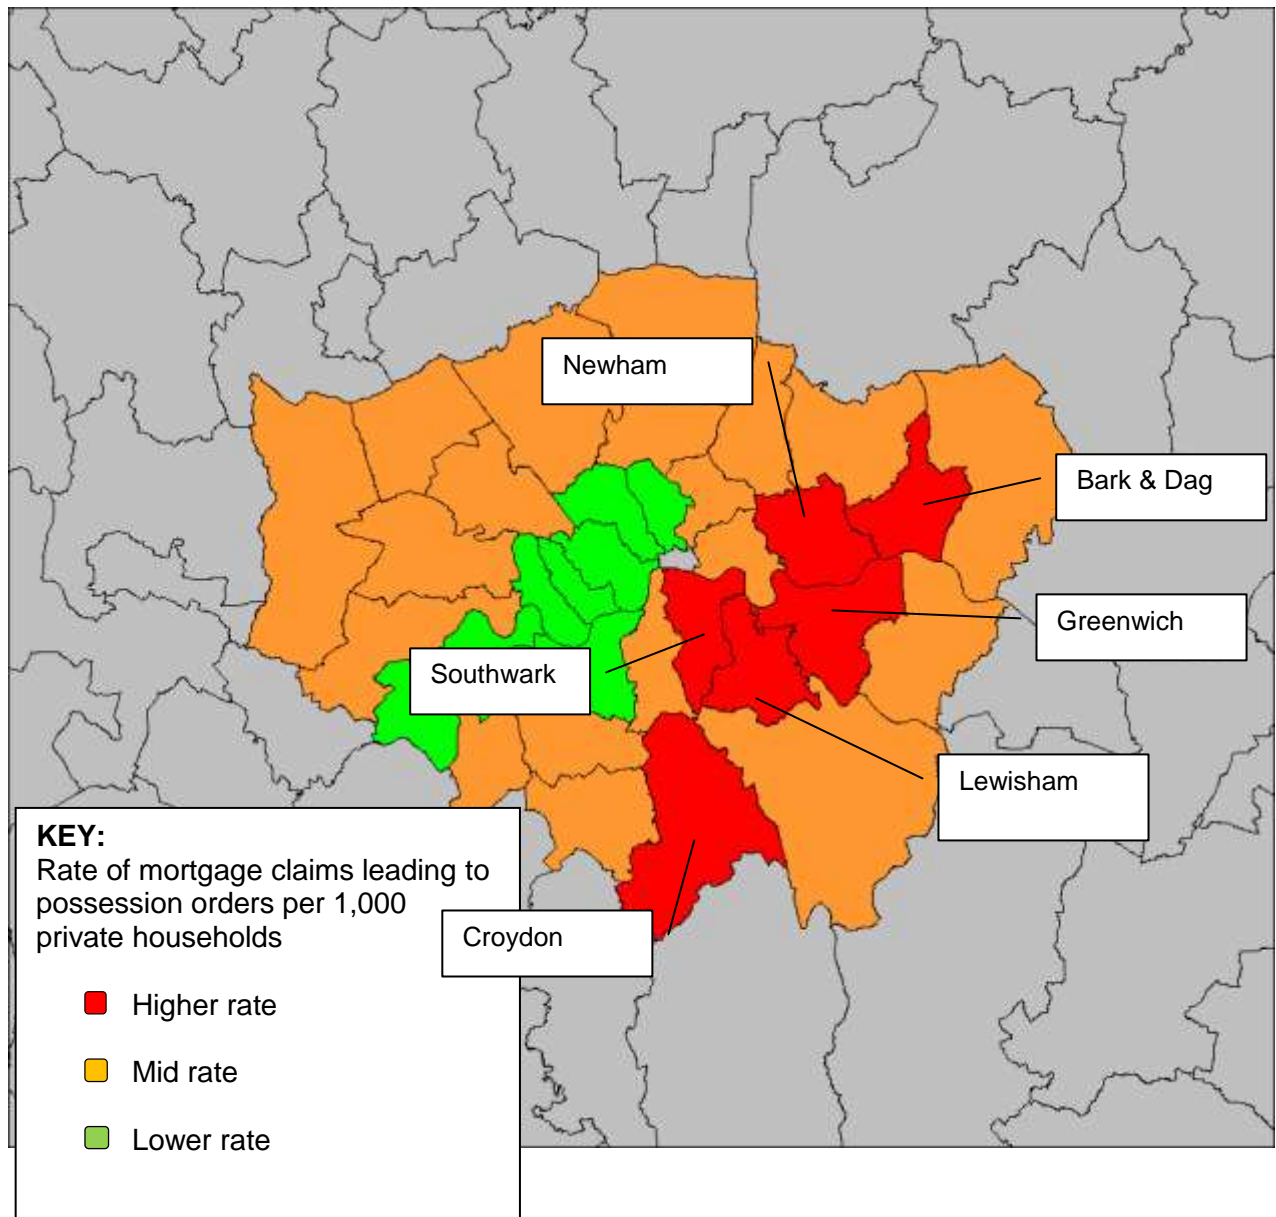 Newham
Bark & Dag
Greenwich
Southwark
Lewisham
Croydon
KEY:
Rate of mortgage claims leading to
possession orders per 1,000
private households
Higher rate
Mid rate
Lower rate